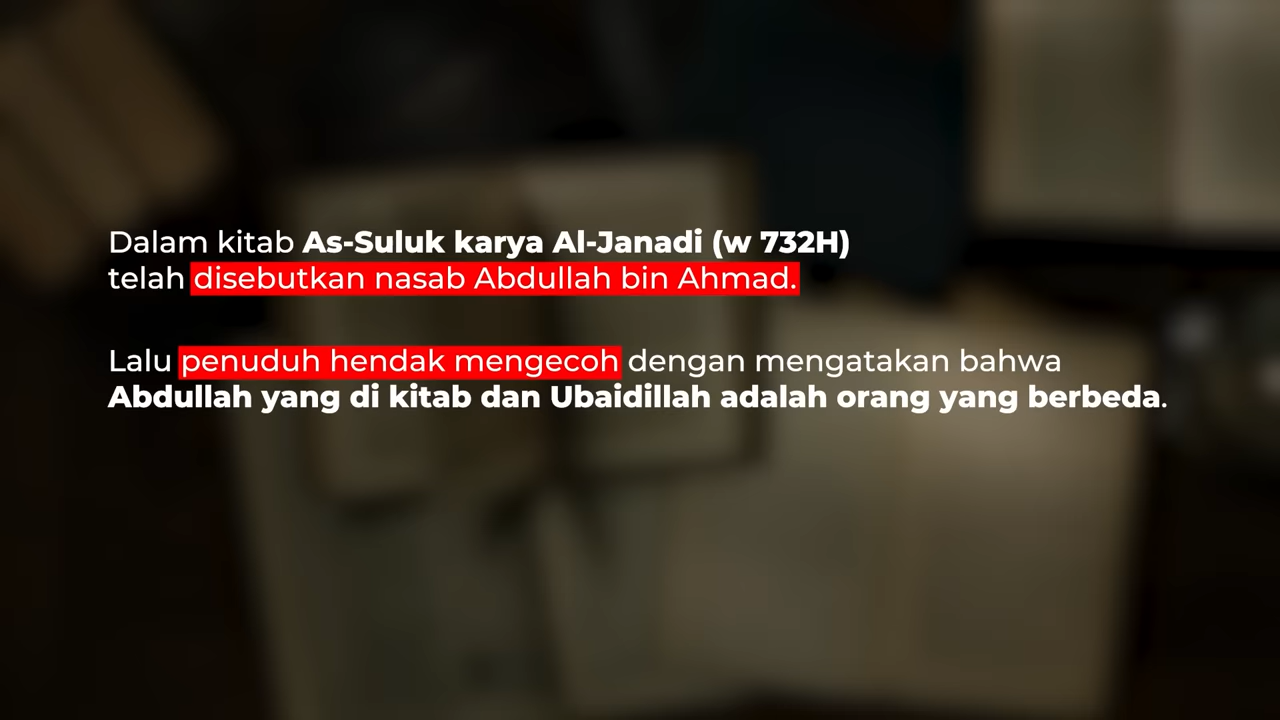 Dalam kitab As-Suluk karya Al-Janadi (w 732H)
telah disebutkan nasab Abdullah bin Ahmad.
Lalu penuduh hendak mengecoh dengan mengatakan bahwa
Abdullah yang di kitab dan Ubaidillah adalah orang yang berbeda.